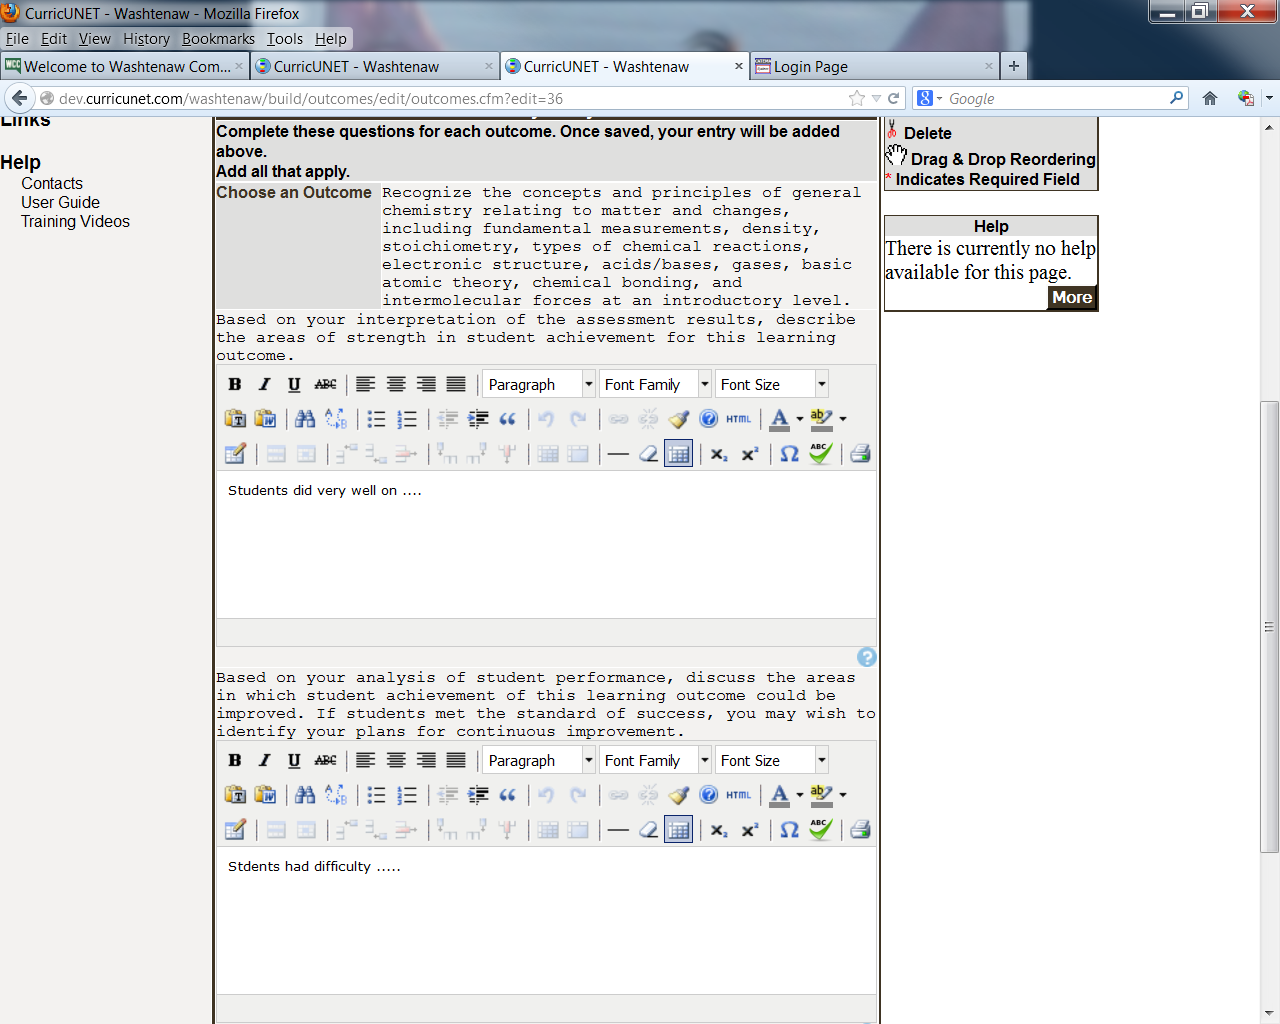 CurricUNET - Washtenaw - Mozilla Firefox
File Edit View History Bookmarks Tools Help
WCC Welcome to Washtenaw Com... × CurricUNET - Washtenaw × CurricUNET - Washtenaw × Login Page × +
dev.curricunet.com/washtenaw/build/outcomes/edit/outcomes.cfm?edit=36 Google
Links
Help
Contacts
User Guide
Training Videos
Complete these questions for each outcome. Once saved, your entry will be added
above.
Add all that apply.
Choose an Outcome Recognize the concepts and principles of general
chemistry relating to matter and changes,
including fundamental measurements, density,
stoichiometry, types of chemical reactions,
electronic structure, acids/bases, gases, basic
atomic theory, chemical bonding, and
intermolecular forces at an introductory level.
Based on your interpretation of the assessment results, describe
the areas of strength in student achievement for this learning
outcome.
B I U ABC Paragraph Font Family Font Size
HTML A ab
x₂ x² Ω ABC
Students did very well on ....
?
Based on your analysis of student performance, discuss the areas
in which student achievement of this learning outcome could be
improved. If students met the standard of success, you may wish to
identify your plans for continuous improvement.
B I U ABC Paragraph Font Family Font Size
HTML A ab
x₂ x² Ω ABC
Stdents had difficulty .....
Delete
Drag & Drop Reordering
* Indicates Required Field
Help
There is currently no help
available for this page.
More